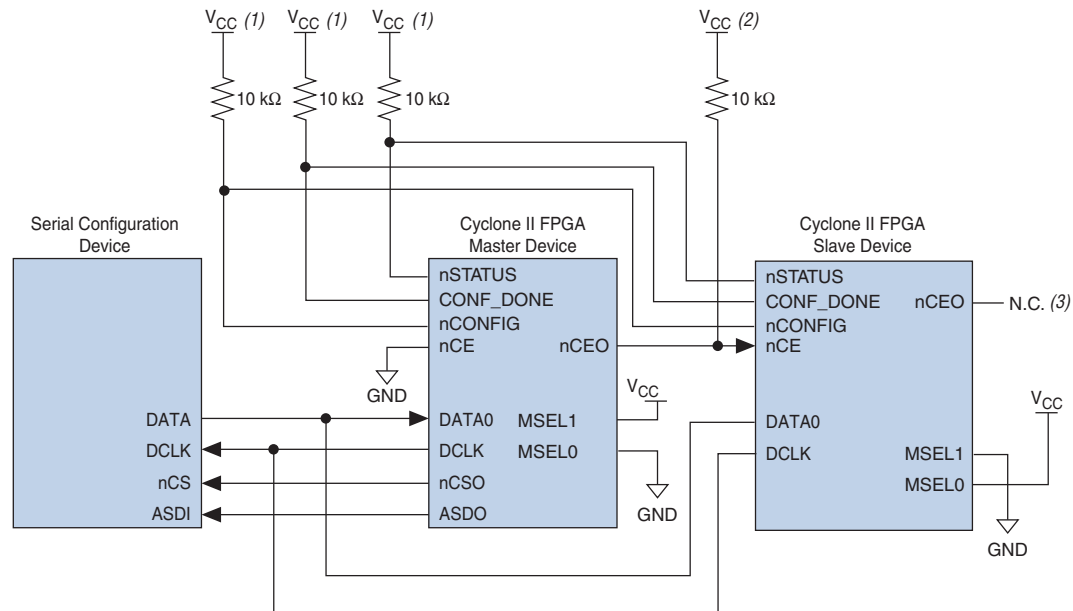 VCC (1) VCC (1) VCC (1) VCC (2)
10 kΩ 10 kΩ 10 kΩ 10 kΩ
Serial Configuration
Device
DATA
DCLK
nCS
ASDI
Cyclone II FPGA
Master Device
nSTATUS
CONF_DONE
nCONFIG
nCE nCEO
GND
DATA0 MSEL1
DCLK MSEL0
nCSO
ASDO
VCC
GND
Cyclone II FPGA
Slave Device
nSTATUS
CONF_DONE nCEO
nCONFIG
nCE
N.C. (3)
DATA0
DCLK MSEL1
MSEL0
VCC
GND